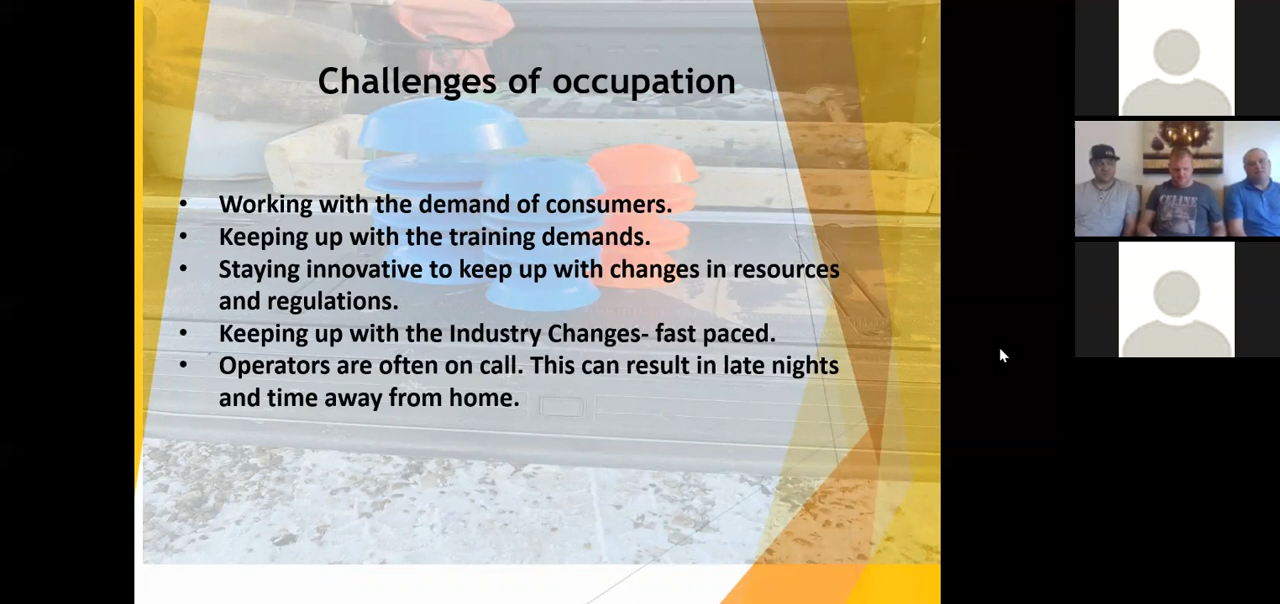 Challenges of occupation
• Working with the demand of consumers.
• Keeping up with the training demands.
• Staying innovative to keep up with changes in resources
and regulations.
• Keeping up with the Industry Changes- fast paced.
• Operators are often on call. This can result in late nights
and time away from home.
CELINE